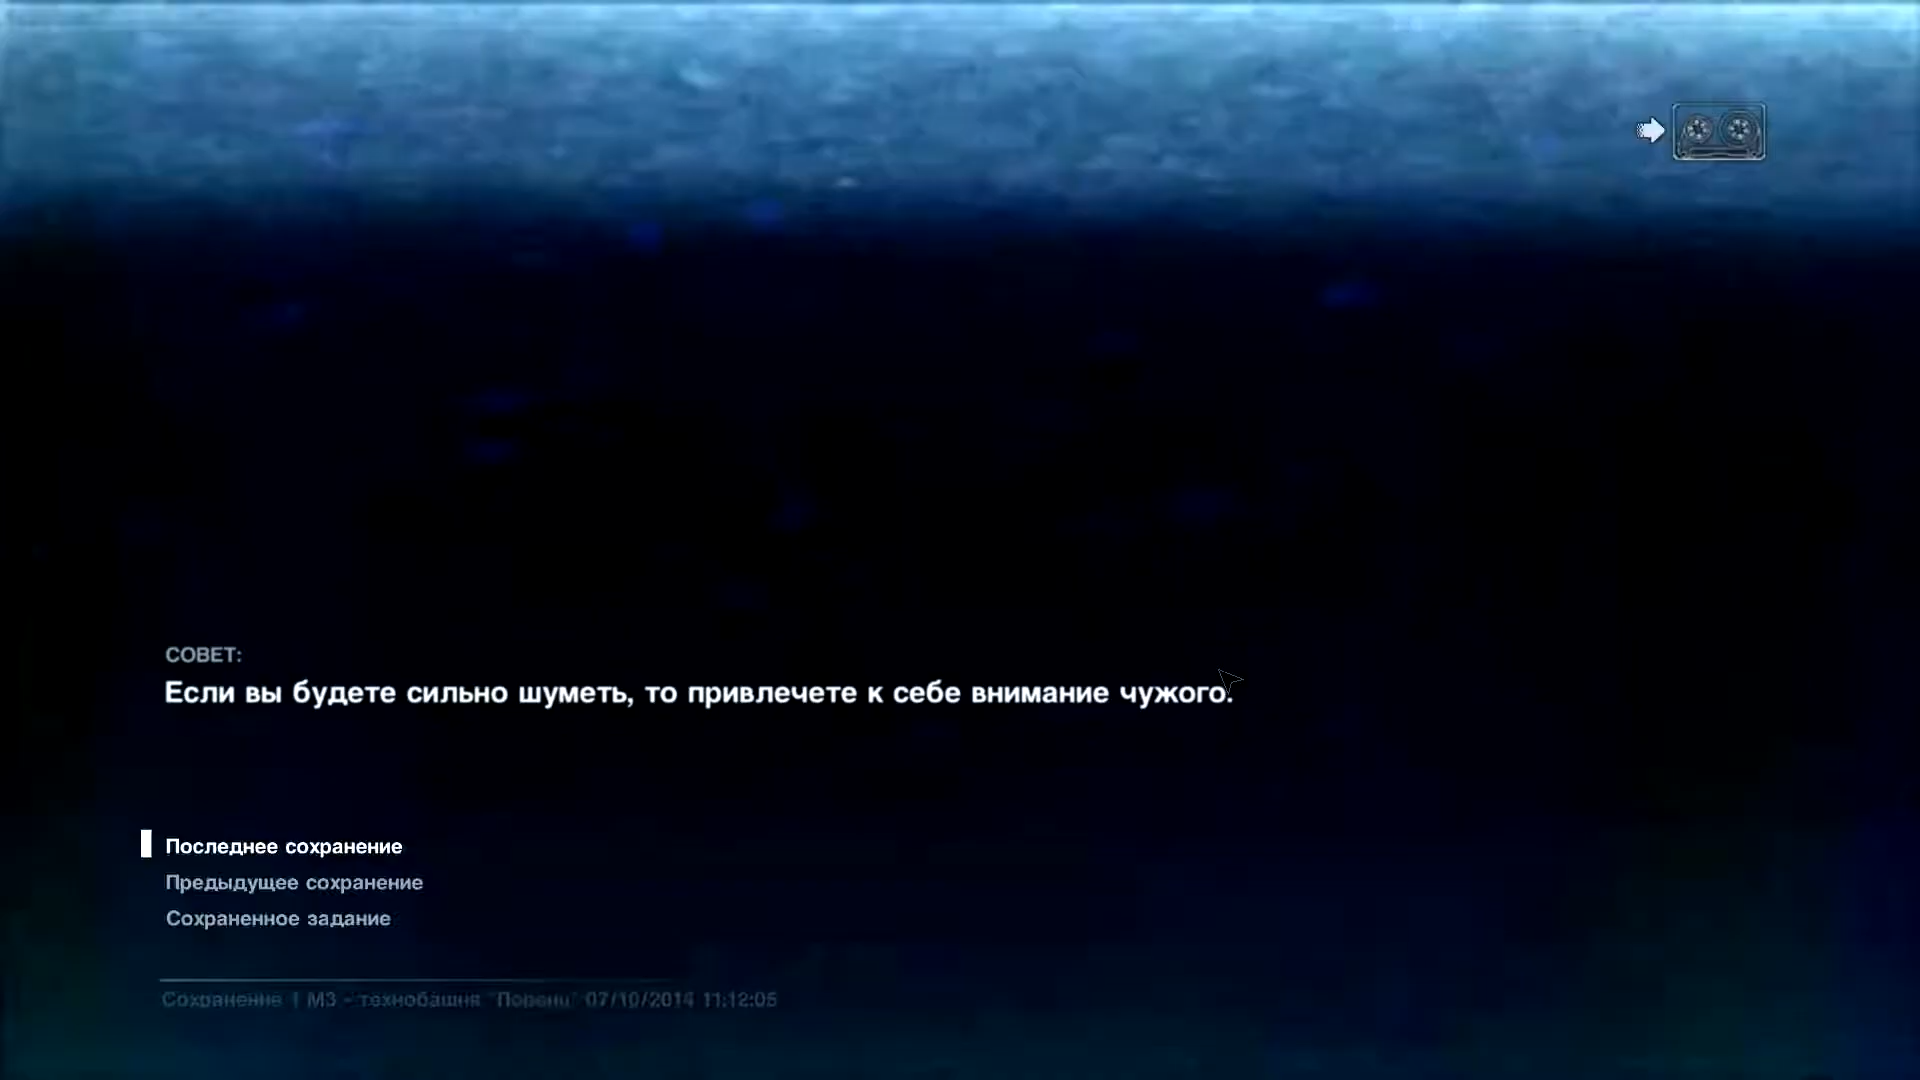 СОВЕТ:
Если вы будете сильно шуметь, то привлечете к себе внимание чужого.
Последнее сохранение
Предыдущее сохранение
Сохраненное задание
Сохранение 1 М3 - технобашня "Лоренц" 07/10/2014 11:12:05